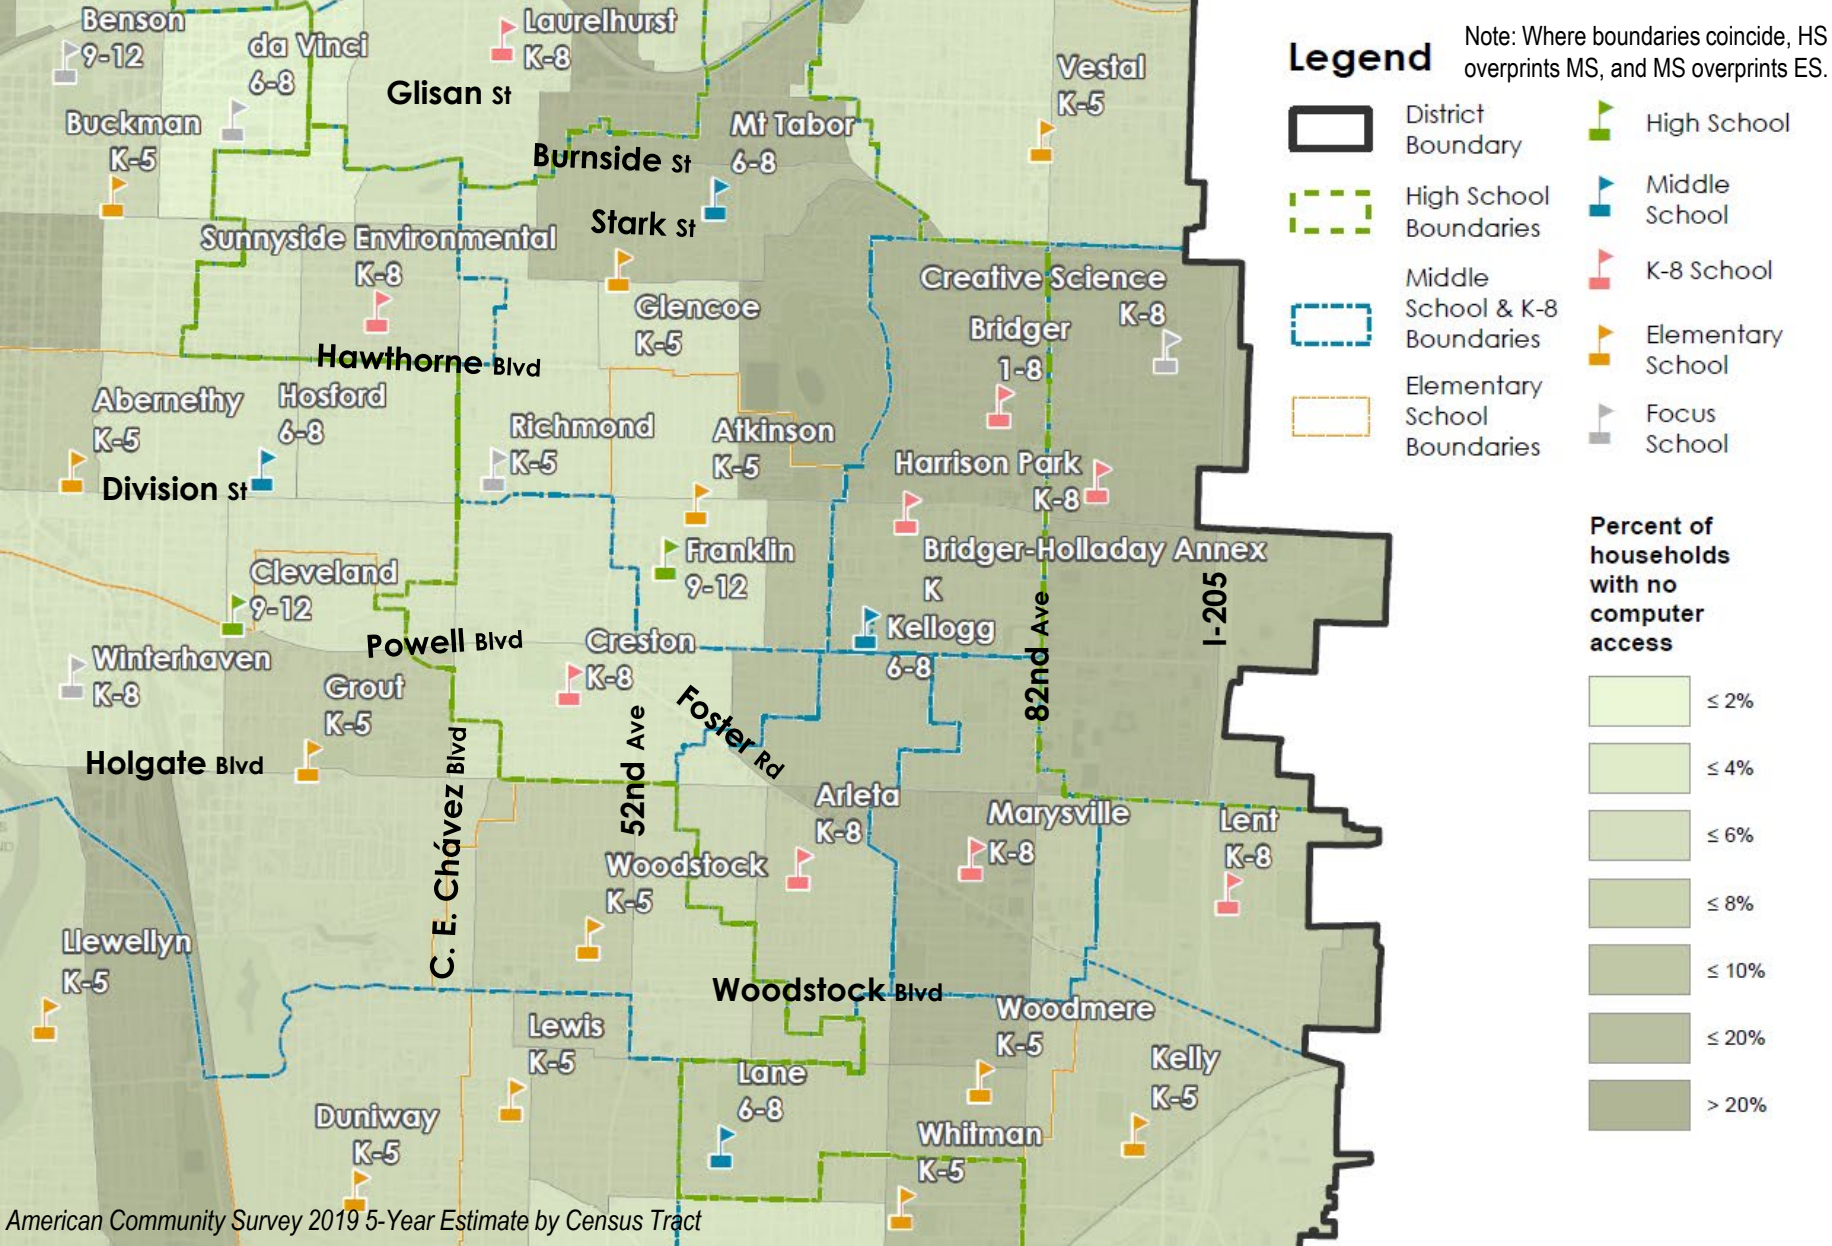 Benson
9-12
da Vinci
6-8
Laurelhurst
K-8
Glisan St
Vestal
K-5
Buckman
K-5
Mt Tabor
6-8
Burnside St
Stark St
Sunnyside Environmental
K-8
Glencoe
K-5
Creative Science
K-8
Bridger
1-8
Hawthorne Blvd
Abernethy
K-5
Hosford
6-8
Richmond
K-5
Atkinson
K-5
Harrison Park
K-8
Division St
Franklin
9-12
Bridger-Holladay Annex
K
Cleveland
9-12
Kellogg
6-8
82nd Ave
I-205
Powell Blvd
Creston
K-8
Winterhaven
K-8
Grout
K-5
Foster Rd
52nd Ave
Holgate Blvd
C. E. Chávez Blvd
Arleta
K-8
Marysville
K-8
Lent
K-8
Woodstock
K-5
Llewellyn
K-5
Woodstock Blvd
Lewis
K-5
Woodmere
K-5
Kelly
K-5
Lane
6-8
Duniway
K-5
Whitman
K-5
American Community Survey 2019 5-Year Estimate by Census Tract
Legend
Note: Where boundaries coincide, HS
overprints MS, and MS overprints ES.
District
Boundary
High School
Boundaries
Middle
School & K-8
Boundaries
Elementary
School
Boundaries
High School
Middle
School
K-8 School
Elementary
School
Focus
School
Percent of
households
with no
computer
access
≤ 2%
≤ 4%
≤ 6%
≤ 8%
≤ 10%
≤ 20%
> 20%